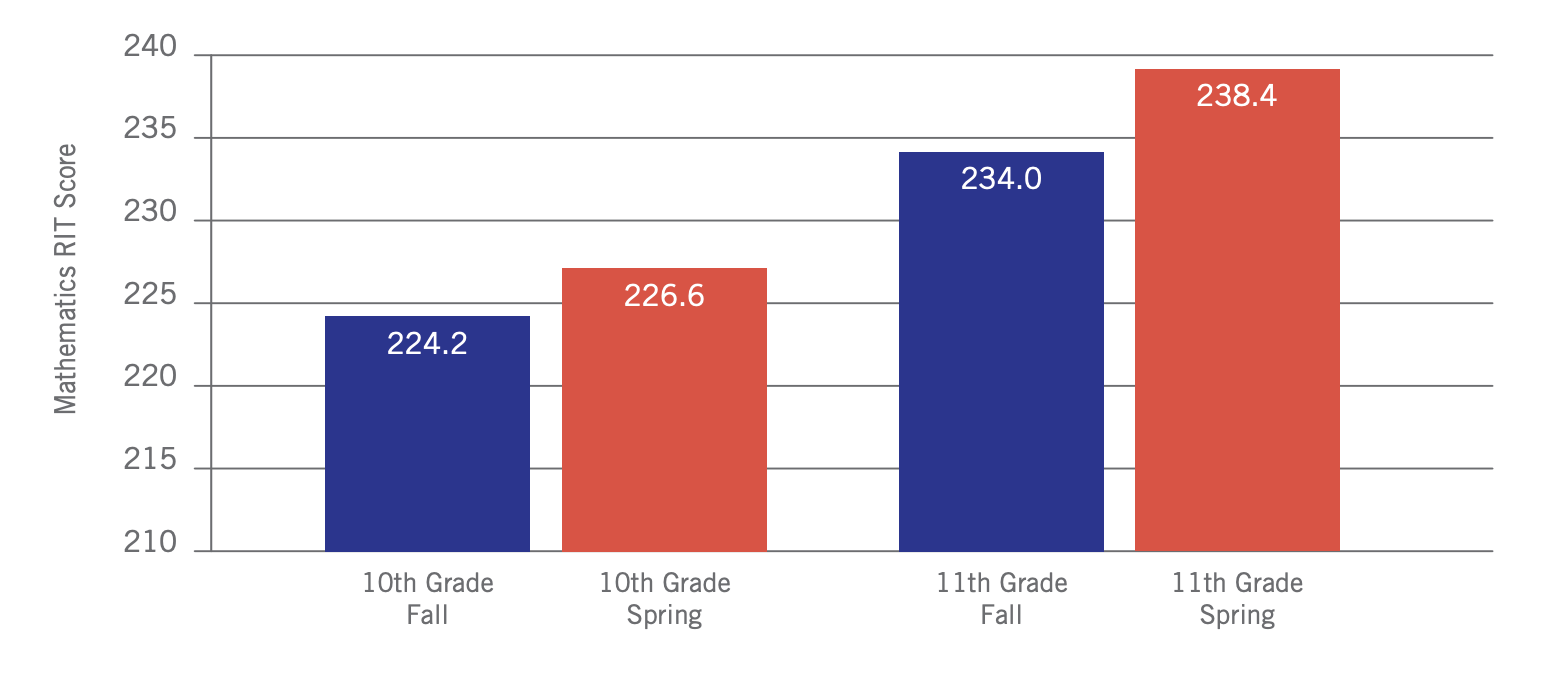 240
235
230
225
220
215
210
Mathematics RIT Score
224.2
226.6
234.0
238.4
10th Grade
Fall
10th Grade
Spring
11th Grade
Fall
11th Grade
Spring